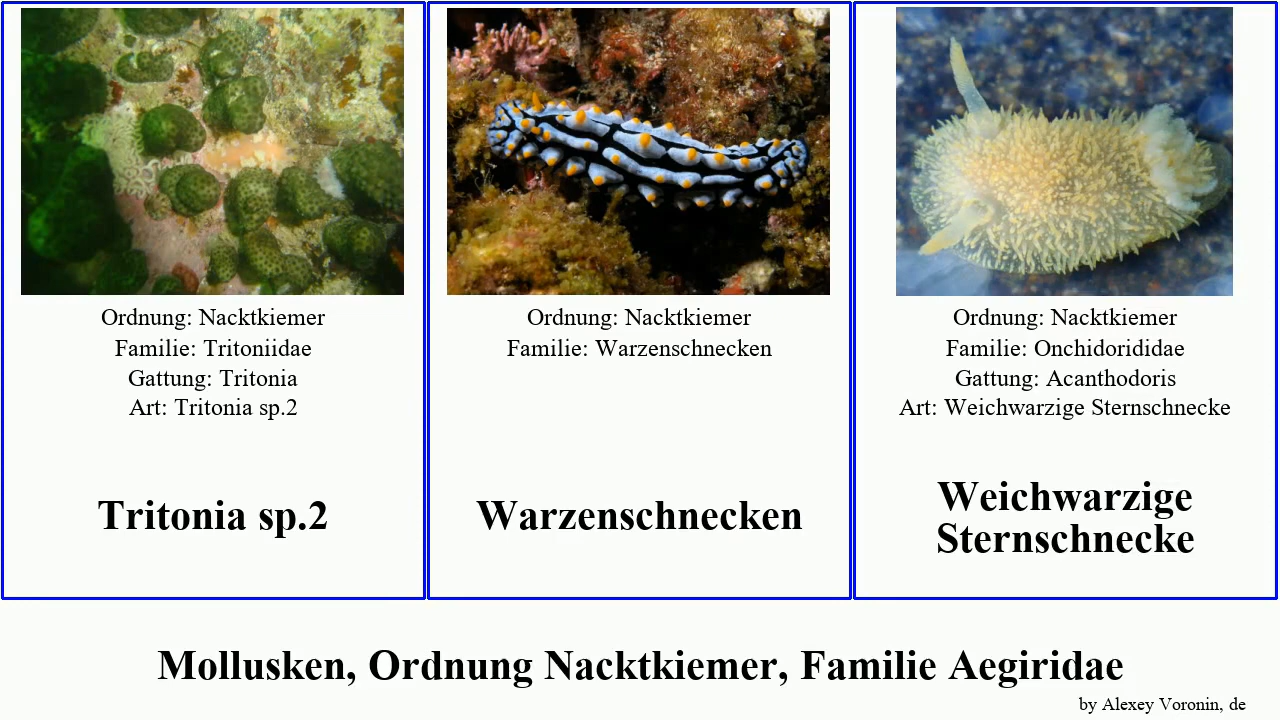 Ordnung: Nacktkiemer
Familie: Tritoniidae
Gattung: Tritonia
Art: Tritonia sp.2
Tritonia sp.2
Ordnung: Nacktkiemer
Familie: Warzenschnecken
Warzenschnecken
Ordnung: Nacktkiemer
Familie: Onchidorididae
Gattung: Acanthodoris
Art: Weichwarzige Sternschnecke
Weichwarzige
Sternschnecke
Mollusken, Ordnung Nacktkiemer, Familie Aegiridae
by Alexey Voronin, de